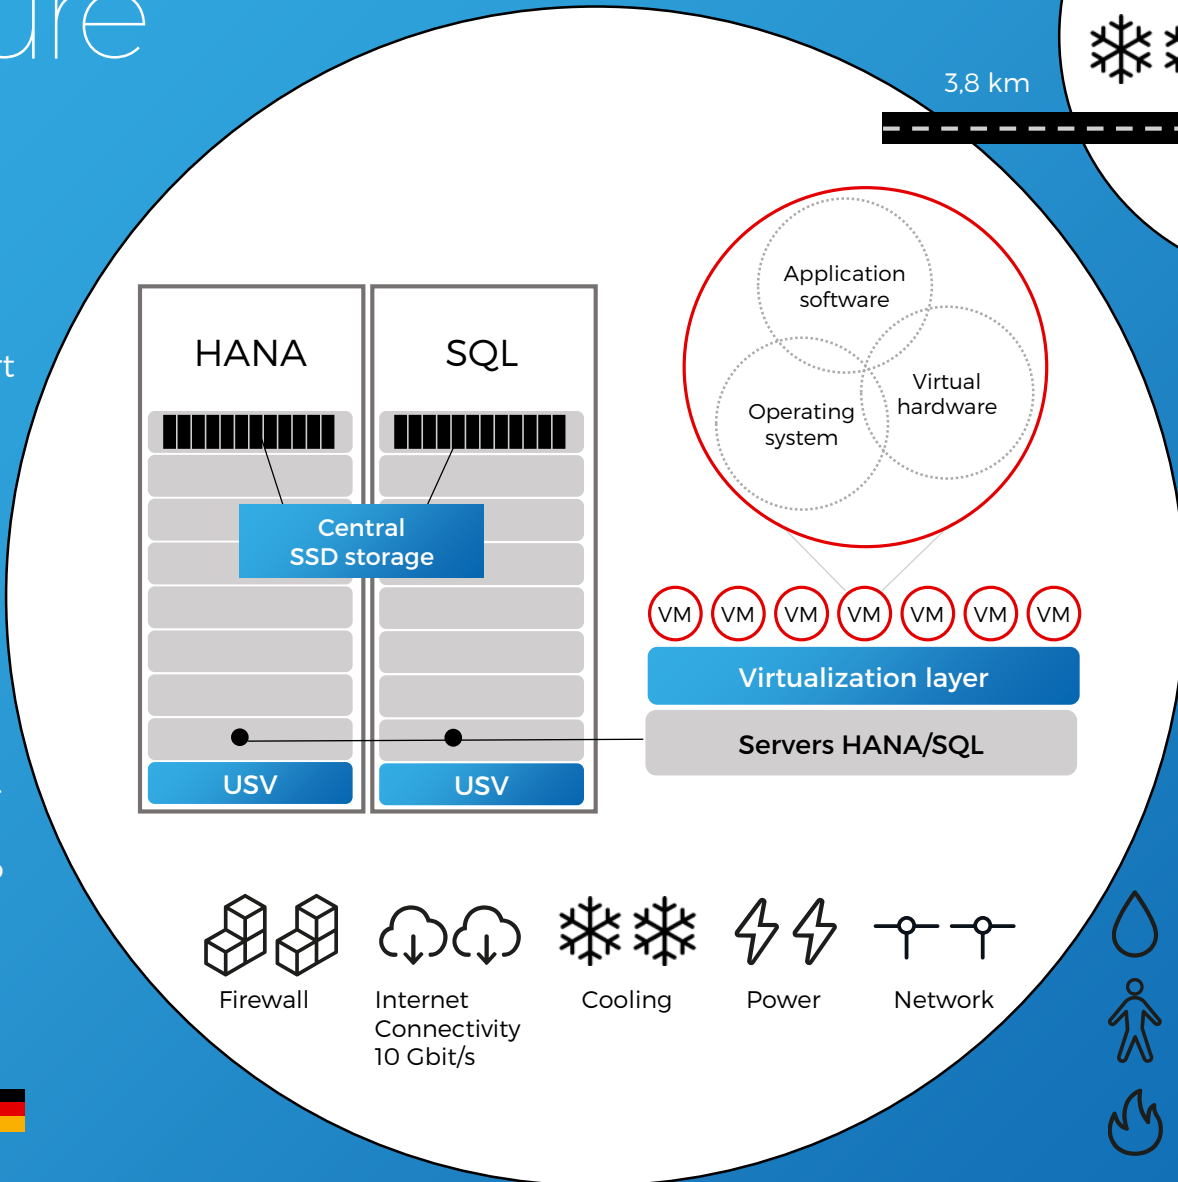 3,8 km
Application
software
Virtual
hardware
Operating
system
HANA
SQL
Central
SSD storage
VM VM VM VM VM VM VM
Virtualization layer
Servers HANA/SQL
USV
USV
Firewall
Internet
Connectivity
10 Gbit/s
Cooling
Power
Network